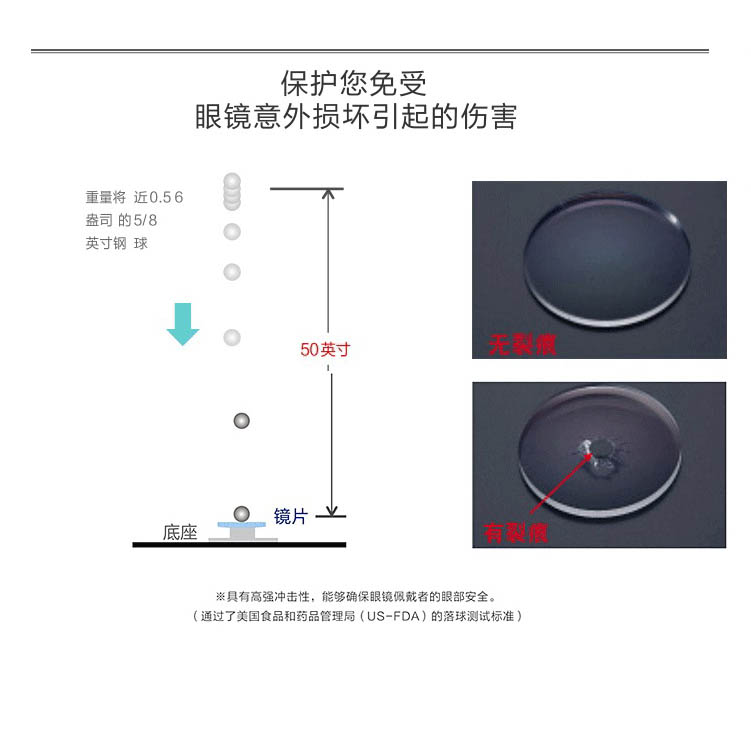 保护您免受
眼镜意外损坏引起的伤害
重量将 近0.56
盎司 的5/8
英寸钢 球
50英寸
镜片
底座
无裂痕
有裂痕
※具有高强冲击性，能够确保眼镜佩戴者的眼部安全。
（通过了美国食品和药品管理局（US-FDA）的落球测试标准）